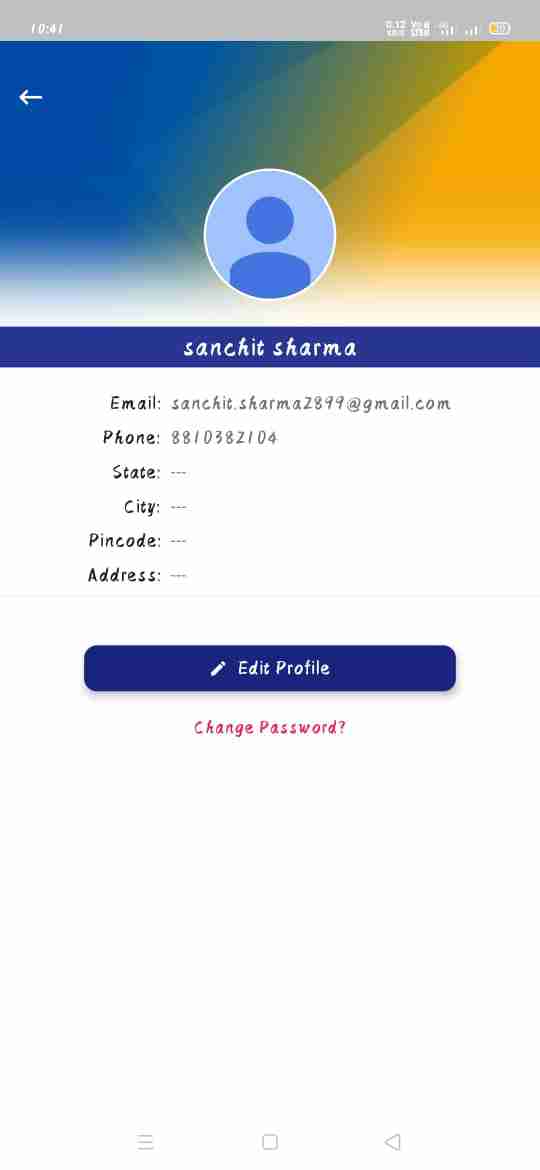 10:41
0.12 KB/S Vo LTE 4G
sanchit sharma
Email: sanchit.sharma2899@gmail.com
Phone: 8810382104
State: ---
City: ---
Pincode: ---
Address: ---
Edit Profile
Change Password?